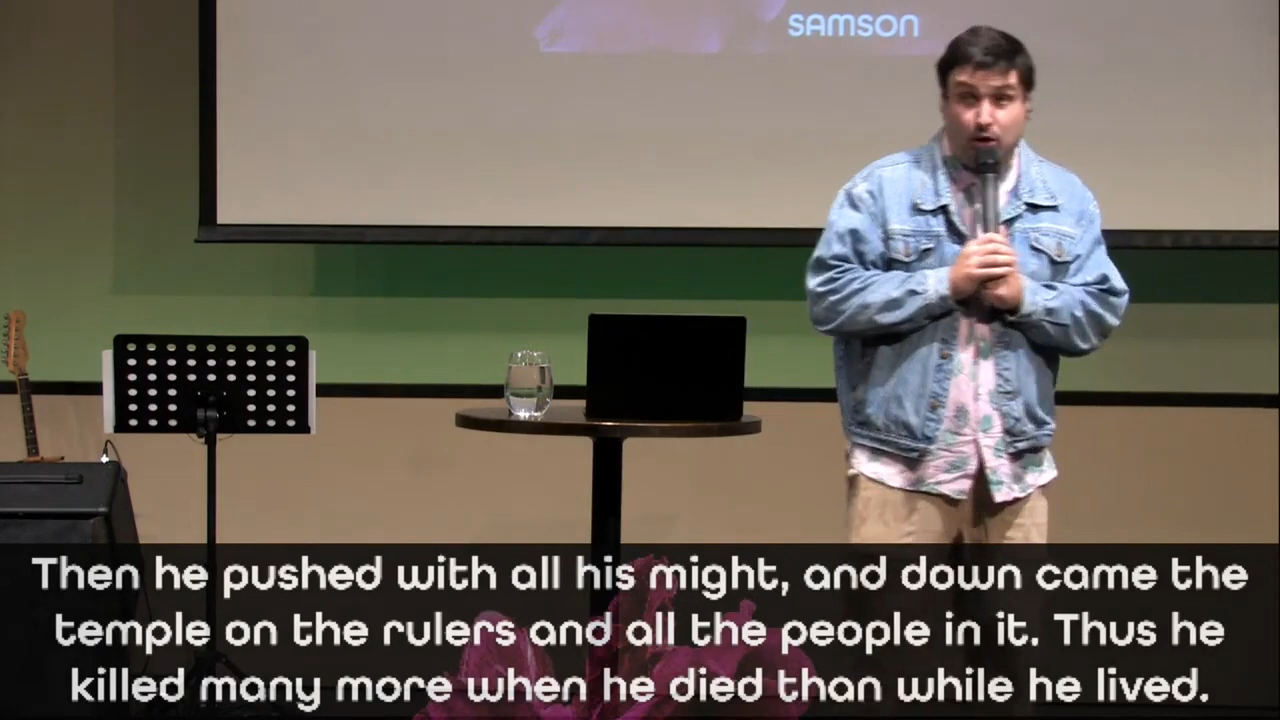 SAMSON
Then he pushed with all his might, and down came the
temple on the rulers and all the people in it. Thus he
killed many more when he died than while he lived.